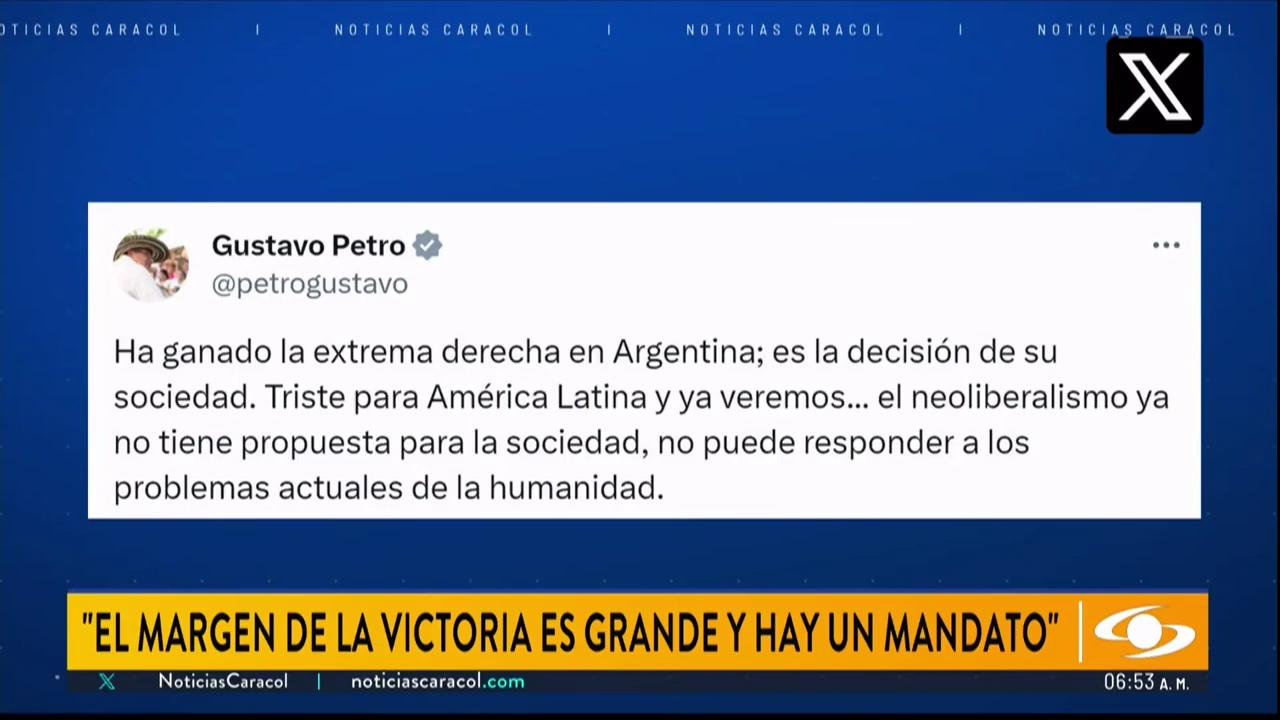 OTICIAS CARACOL | NOTICIAS CARACOL | NOTICIAS CARACOL | NOTICIAS CARACOL
Gustavo Petro
@petrogustavo
Ha ganado la extrema derecha en Argentina; es la decisión de su
sociedad. Triste para América Latina y ya veremos... el neoliberalismo ya
no tiene propuesta para la sociedad, no puede responder a los
problemas actuales de la humanidad.
"EL MARGEN DE LA VICTORIA ES GRANDE Y HAY UN MANDATO"
X NoticiasCaracol | noticiascaracol.com
06:53 A. M.